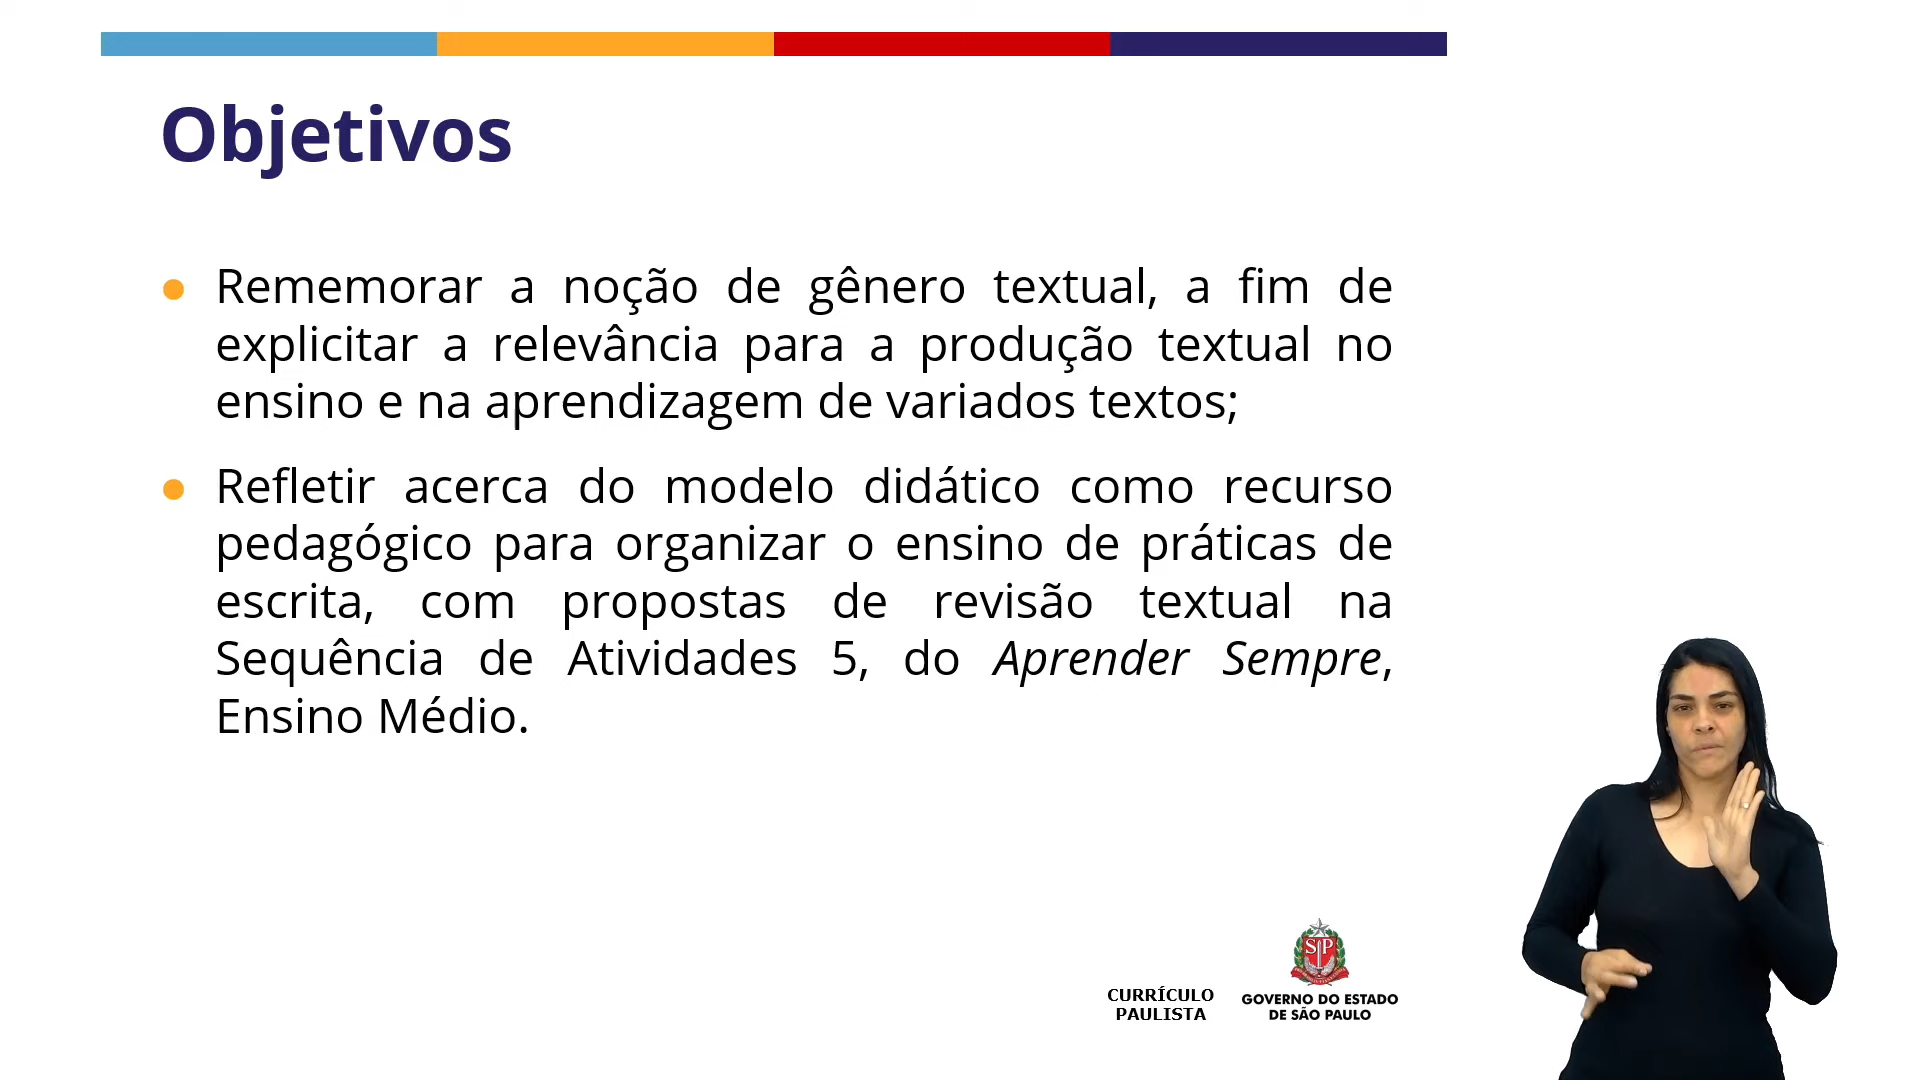 Objetivos
Rememorar a noção de gênero textual, a fim de
explicitar a relevância para a produção textual no
ensino e na aprendizagem de variados textos;
Refletir acerca do modelo didático como recurso
pedagógico para organizar o ensino de práticas de
escrita, com propostas de revisão textual na
Sequência de Atividades 5, do Aprender Sempre,
Ensino Médio.
CURRÍCULO
PAULISTA
SP
GOVERNO DO ESTADO
DE SÃO PAULO